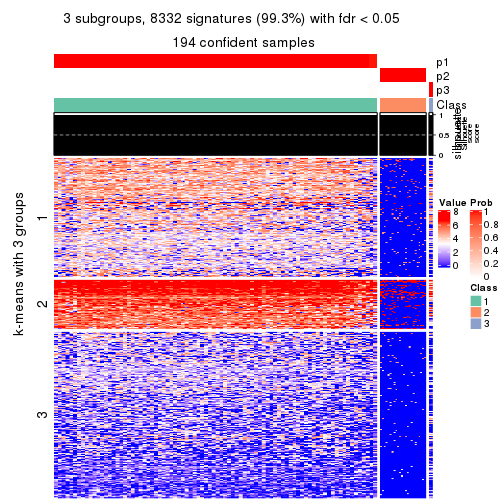 3 subgroups, 8332 signatures (99.3%) with fdr < 0.05
194 confident samples
p1
p2
p3
Class
1
0.5
0
k-means with 3 groups
1
2
3
Value
8
6
4
2
0
Prob
1
0.8
0.6
0.4
0.2
0
Class
1
2
3